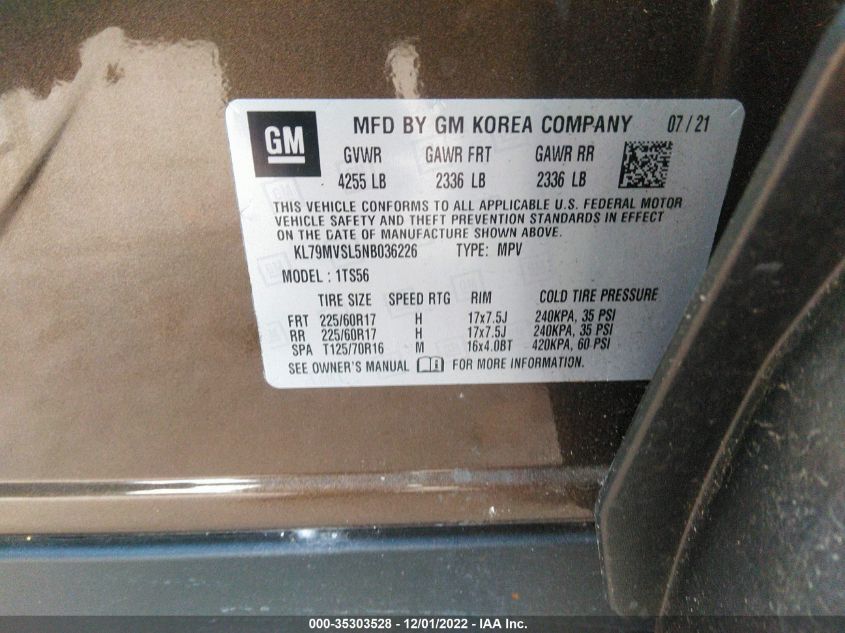 GM
MFD BY GM KOREA COMPANY 07/21
GVWR GAWR FRT GAWR RR
4255 LB 2336 LB 2336 LB
THIS VEHICLE CONFORMS TO ALL APPLICABLE U.S. FEDERAL MOTOR
VEHICLE SAFETY AND THEFT PREVENTION STANDARDS IN EFFECT
ON THE DATE OF MANUFACTURE SHOWN ABOVE.
KL79MVSL5NB036226 TYPE: MPV
MODEL : 1TS56
TIRE SIZE SPEED RTG RIM COLD TIRE PRESSURE
FRT 225/60R17 H 17x7.5J 240KPA, 35 PSI
RR 225/60R17 H 17x7.5J 240KPA, 35 PSI
SPA T125/70R16 M 16x4.0BT 420KPA, 60 PSI
SEE OWNER'S MANUAL FOR MORE INFORMATION.
000-35303528 - 12/01/2022 - IAA Inc.